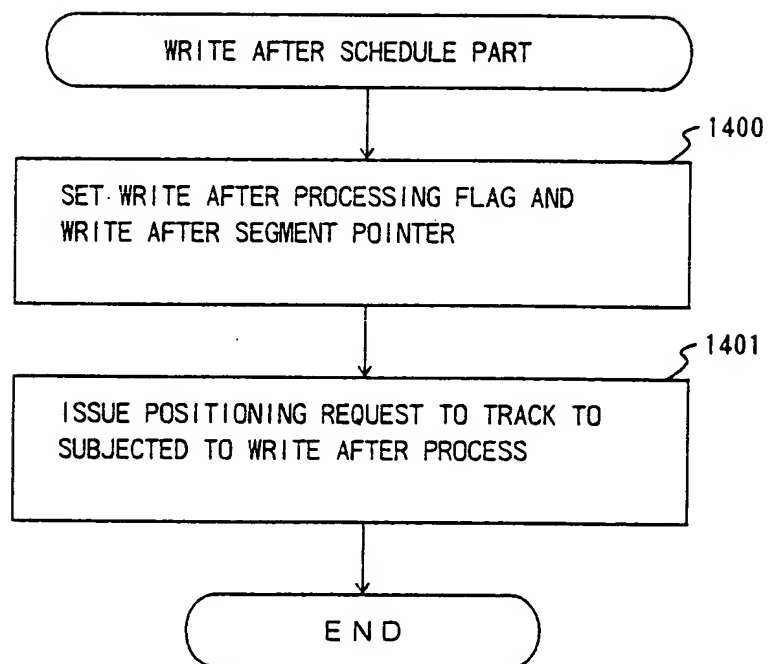 WRITE AFTER SCHEDULE PART
1400
SET WRITE AFTER PROCESSING FLAG AND
WRITE AFTER SEGMENT POINTER
1401
ISSUE POSITIONING REQUEST TO TRACK TO
SUBJECTED TO WRITE AFTER PROCESS
END